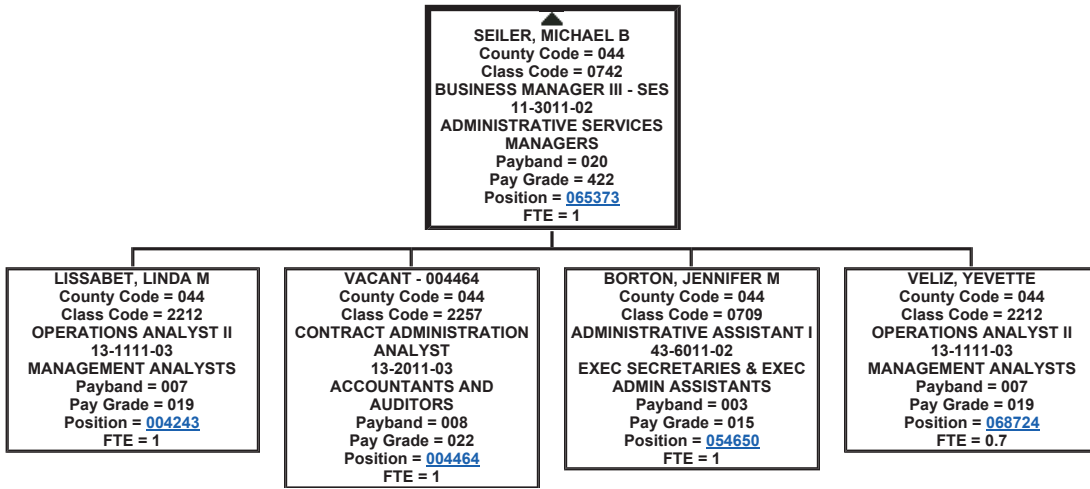 SEILER, MICHAEL B
County Code = 044
Class Code = 0742
BUSINESS MANAGER III - SES
11-3011-02
ADMINISTRATIVE SERVICES
MANAGERS
Payband = 020
Pay Grade = 422
Position = 065373
FTE = 1
LISSABET, LINDA M
County Code = 044
Class Code = 2212
OPERATIONS ANALYST II
13-1111-03
MANAGEMENT ANALYSTS
Payband = 007
Pay Grade = 019
Position = 004243
FTE = 1
VACANT - 004464
County Code = 044
Class Code = 2257
CONTRACT ADMINISTRATION
ANALYST
13-2011-03
ACCOUNTANTS AND
AUDITORS
Payband = 008
Pay Grade = 022
Position = 004464
FTE = 1
BORTON, JENNIFER M
County Code = 044
Class Code = 0709
ADMINISTRATIVE ASSISTANT I
43-6011-02
EXEC SECRETARIES & EXEC
ADMIN ASSISTANTS
Payband = 003
Pay Grade = 015
Position = 054650
FTE = 1
VELIZ, YEVETTE
County Code = 044
Class Code = 2212
OPERATIONS ANALYST II
13-1111-03
MANAGEMENT ANALYSTS
Payband = 007
Pay Grade = 019
Position = 068724
FTE = 0.7